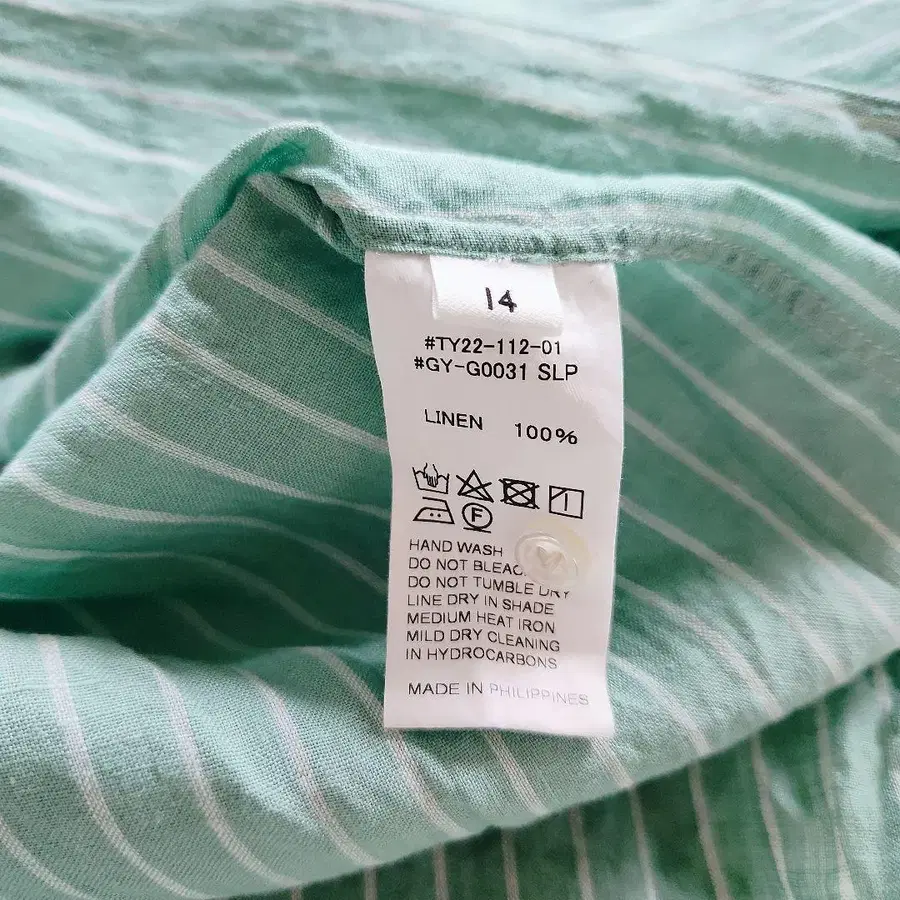 14
#TY22-112-01
#GY-G0031 SLP
LINEN 100%
F
HAND WASH
DO NOT BLEAC
DO NOT TUMBLE DRY
LINE DRY IN SHADE
MEDIUM HEAT IRON
MILD DRY CLEANING
IN HYDROCARBONS
MADE IN PHILIPPINES